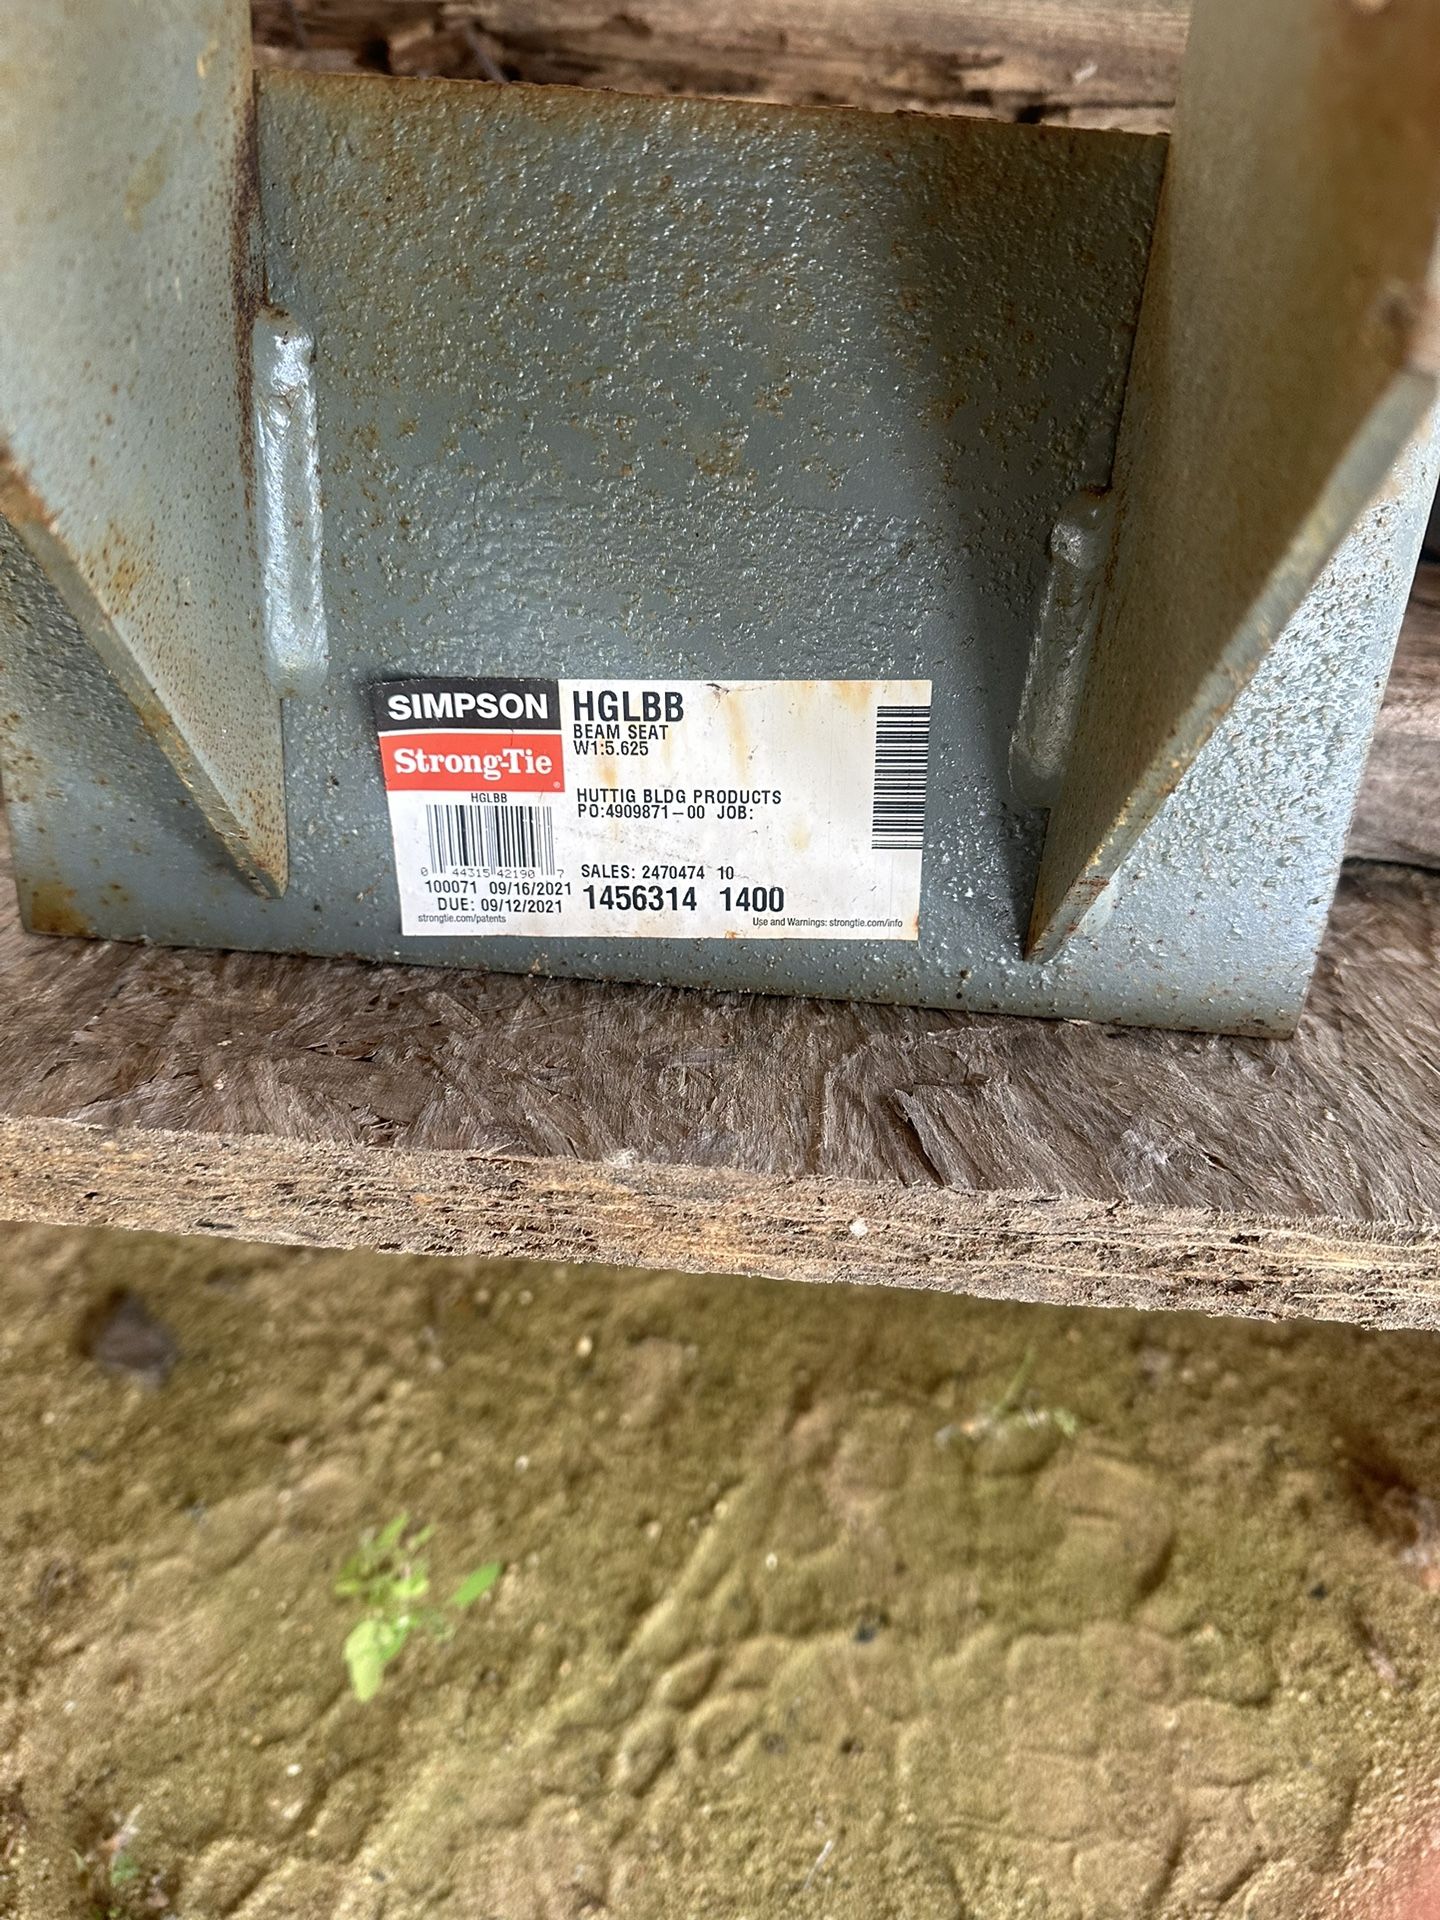 SIMPSON
Strong-Tie
HGLBB
0 44315 42190 7
100071 09/16/2021
DUE: 09/12/2021
strongtie.com/patents
HGLBB
BEAM SEAT
W1:5.625
HUTTIG BLDG PRODUCTS
PO:4909871-00 JOB:
SALES: 2470474 10
1456314 1400
Use and Warnings: strongtie.com/info